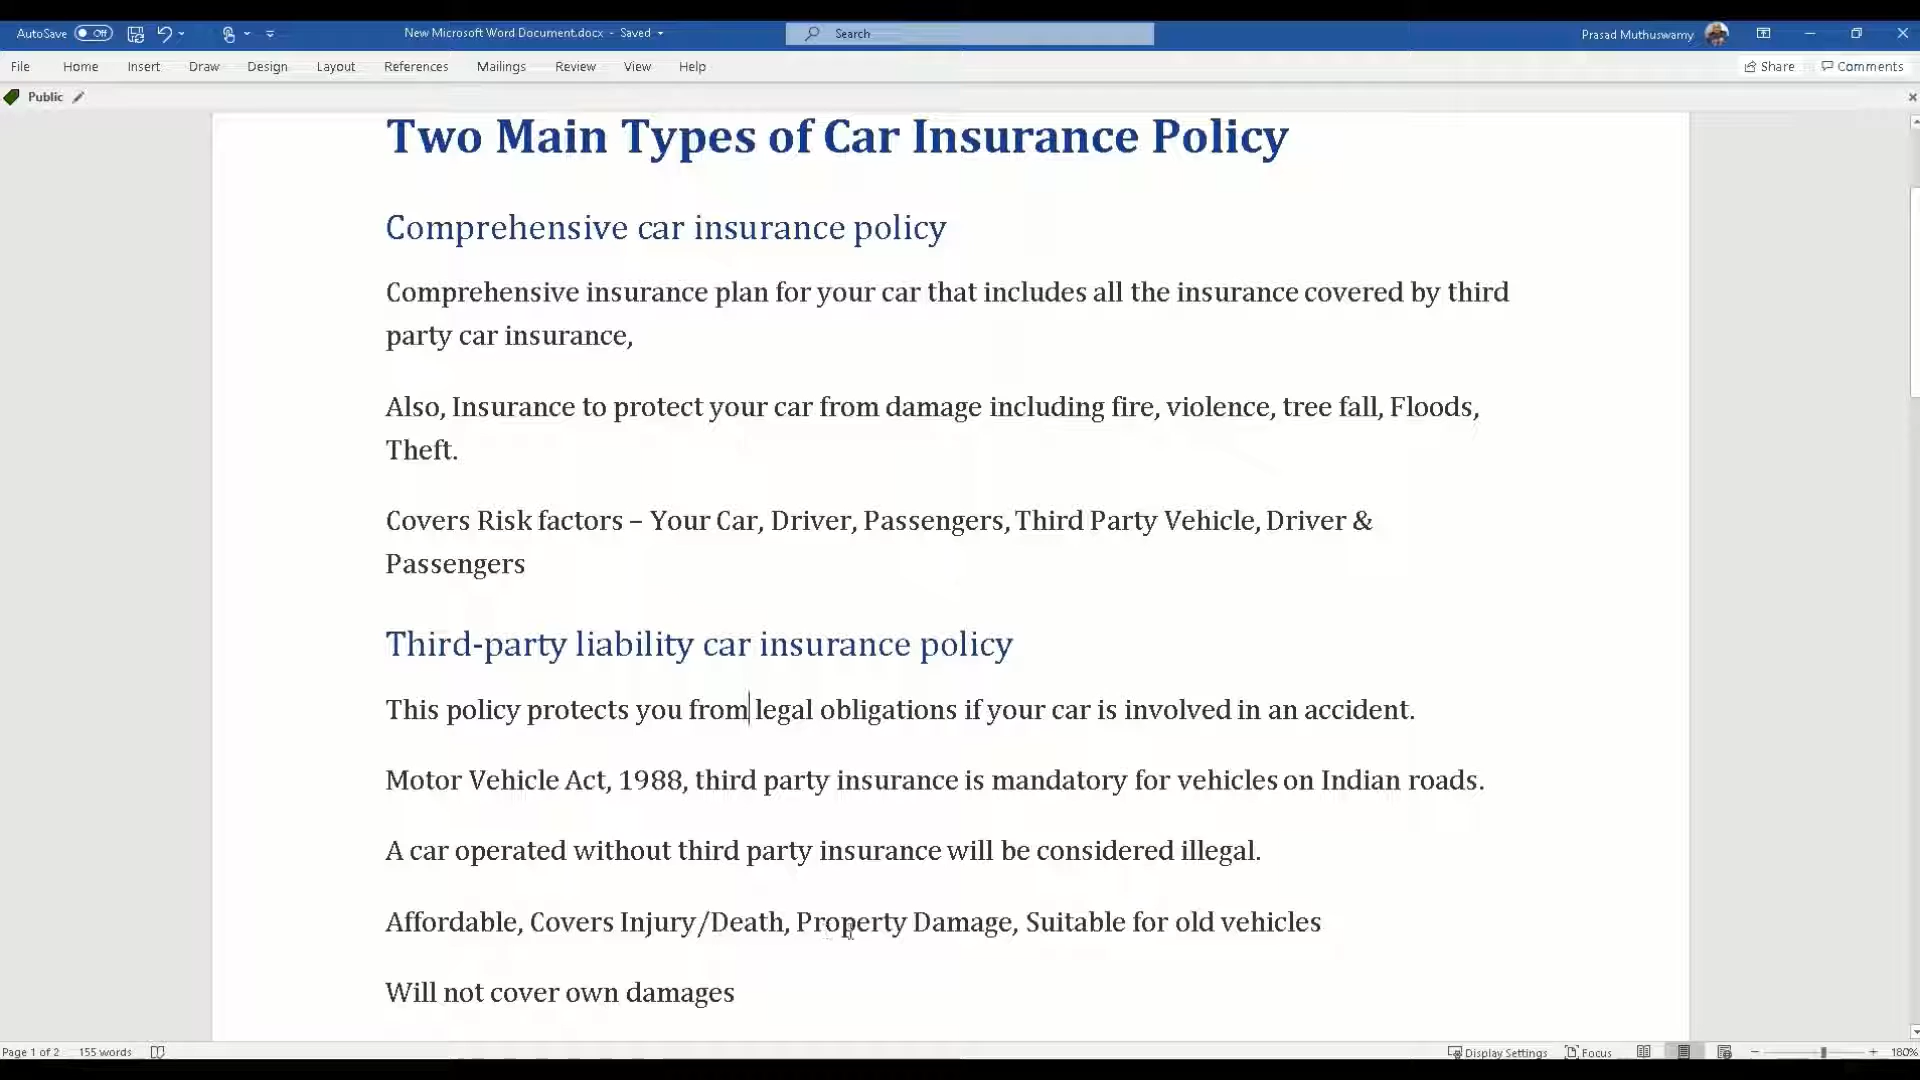 AutoSave Off New Microsoft Word Document.docx - Saved Search Prasad Muthuswamy
File Home Insert Draw Design Layout References Mailings Review View Help Share Comments
Public
Two Main Types of Car Insurance Policy
Comprehensive car insurance policy
Comprehensive insurance plan for your car that includes all the insurance covered by third
party car insurance,
Also, Insurance to protect your car from damage including fire, violence, tree fall, Floods,
Theft.
Covers Risk factors – Your Car, Driver, Passengers, Third Party Vehicle, Driver &
Passengers
Third-party liability car insurance policy
This policy protects you from legal obligations if your car is involved in an accident.
Motor Vehicle Act, 1988, third party insurance is mandatory for vehicles on Indian roads.
A car operated without third party insurance will be considered illegal.
Affordable, Covers Injury/Death, Property Damage, Suitable for old vehicles
Will not cover own damages
Page 1 of 2 155 words Display Settings Focus 180%